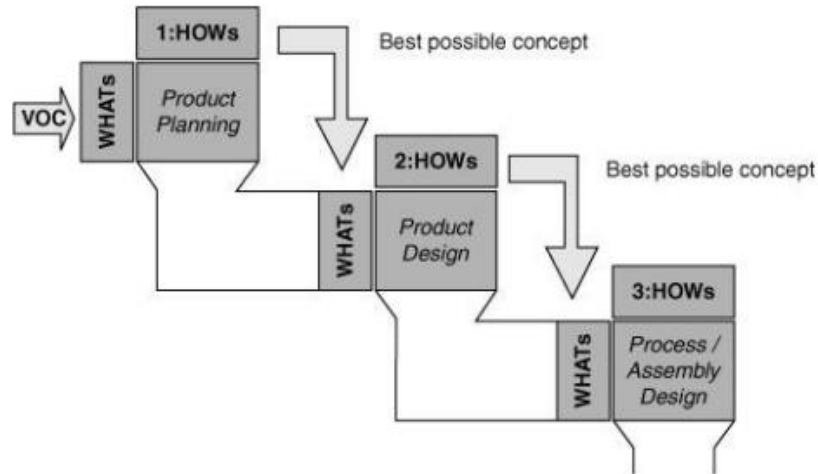 1:HOWs
Best possible concept
VOC
WHATs
Product
Planning
2:HOWs
Best possible concept
WHATs
Product
Design
3:HOWs
WHATs
Process /
Assembly
Design